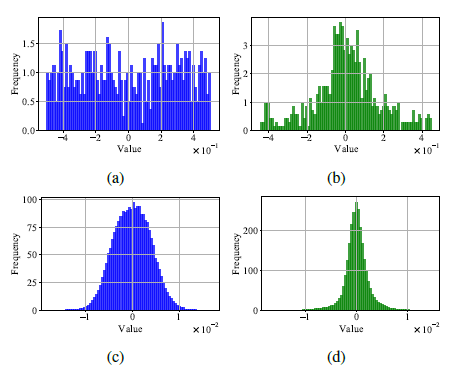 1.5
1.0
0.5
0.0
Frequency
−4 −2 0 2 4
Value ×10⁻¹
(a)
3
2
1
0
Frequency
−4 −2 0 2 4
Value ×10⁻¹
(b)
100
75
50
25
0
Frequency
−1 0 1
Value ×10⁻²
(c)
200
100
0
Frequency
−1 0 1
Value ×10⁻²
(d)